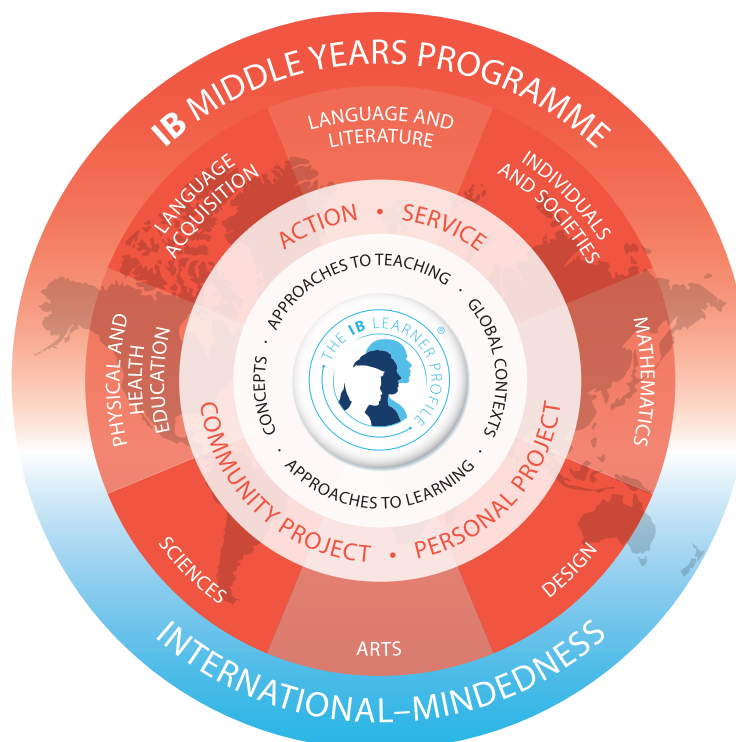 IB MIDDLE YEARS PROGRAMME
LANGUAGE AND
LITERATURE
INDIVIDUALS
AND SOCIETIES
MATHEMATICS
DESIGN
ARTS
SCIENCES
PHYSICAL AND
HEALTH
EDUCATION
LANGUAGE
ACQUISITION
ACTION • SERVICE
PERSONAL PROJECT
•
COMMUNITY PROJECT
APPROACHES TO TEACHING ·
GLOBAL CONTEXTS ·
APPROACHES TO LEARNING ·
CONCEPTS ·
THE IB LEARNER PROFILE ®
INTERNATIONAL–MINDEDNESS